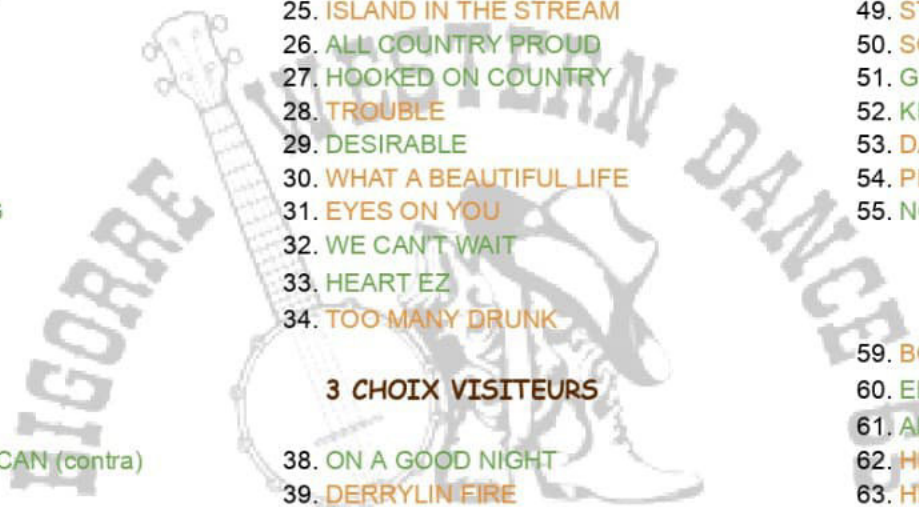 25. ISLAND IN THE STREAM
26. ALL COUNTRY PROUD
27. HOOKED ON COUNTRY
28. TROUBLE
29. DESIRABLE
30. WHAT A BEAUTIFUL LIFE
31. EYES ON YOU
32. WE CAN'T WAIT
33. HEART EZ
34. TOO MANY DRUNK
3 CHOIX VISITEURS
(contra)
38. ON A GOOD NIGHT
39. DERRYLIN FIRE
49.
50.
51.
52.
53.
54.
55.
59.
60.
61.
62.
63.
BIGORRE WESTERN DANCE